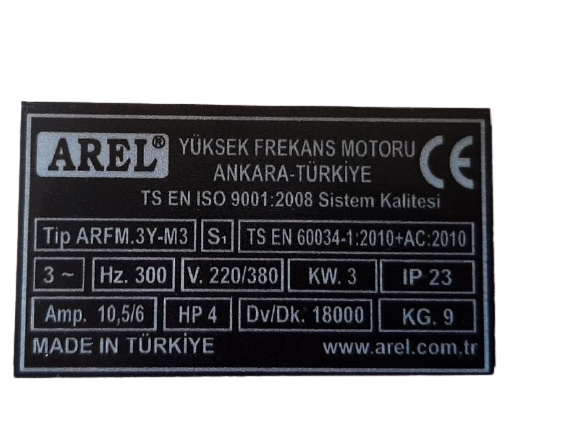 AREL® YÜKSEK FREKANS MOTORU CE
ANKARA-TÜRKİYE
TS EN ISO 9001:2008 Sistem Kalitesi
Tip ARFM.3Y-M3 S1 TS EN 60034-1:2010+AC:2010
3 ~ Hz. 300 V. 220/380 KW. 3 IP 23
Amp. 10,5/6 HP 4 Dv/Dk. 18000 KG. 9
MADE IN TÜRKİYE www.arel.com.tr